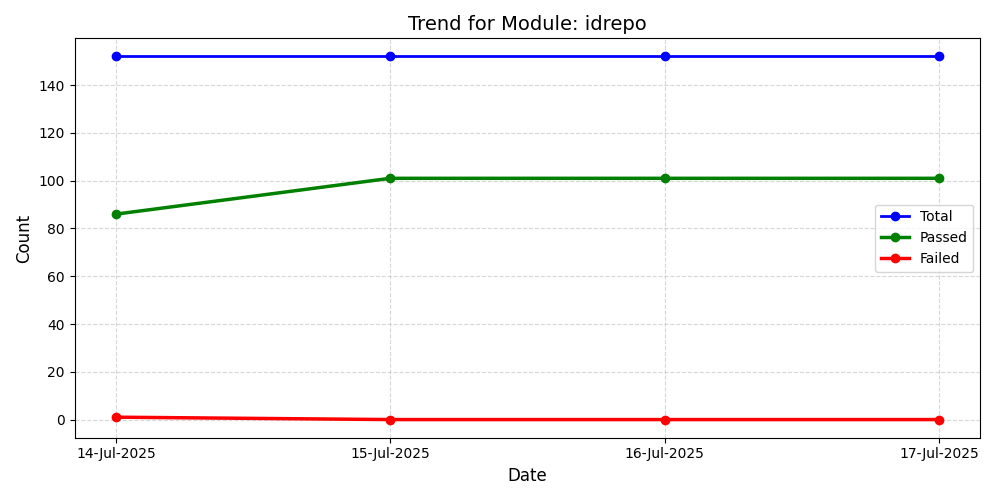 Trend for Module: idrepo
Count
140
120
100
80
60
40
20
0
Total
Passed
Failed
14-Jul-2025
15-Jul-2025
16-Jul-2025
17-Jul-2025
Date